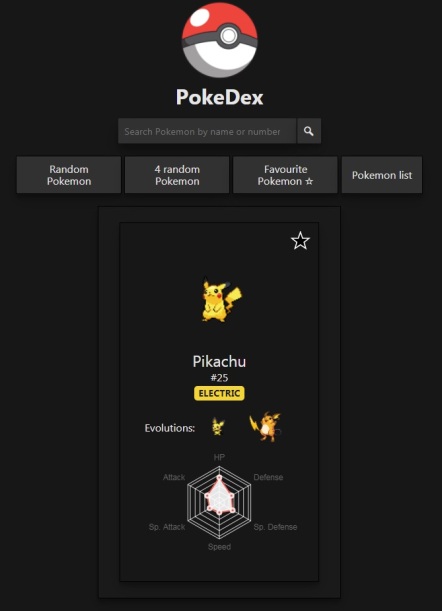 PokeDex
Search Pokemon by name or number
Random
Pokemon
4 random
Pokemon
Favourite
Pokemon ☆
Pokemon list
Pikachu
#25
ELECTRIC
Evolutions:
HP
Attack
Defense
Sp. Attack
Sp. Defense
Speed